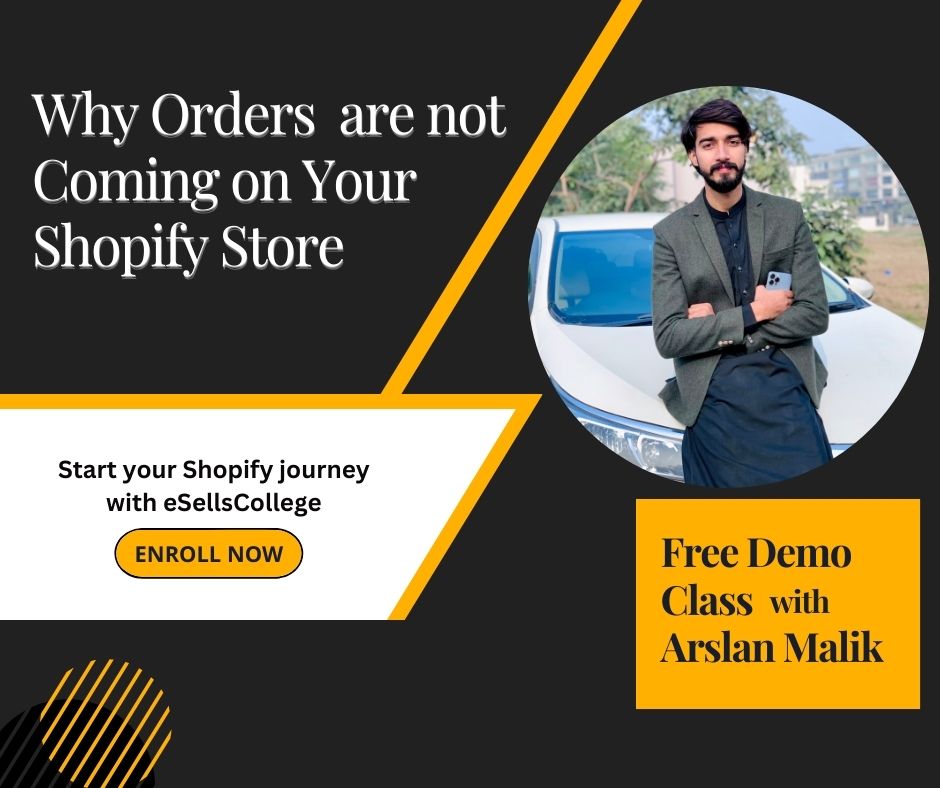 Why Orders are not
Coming on Your
Shopify Store
Start your Shopify journey
with eSellsCollege
ENROLL NOW
Free Demo
Class with
Arslan Malik